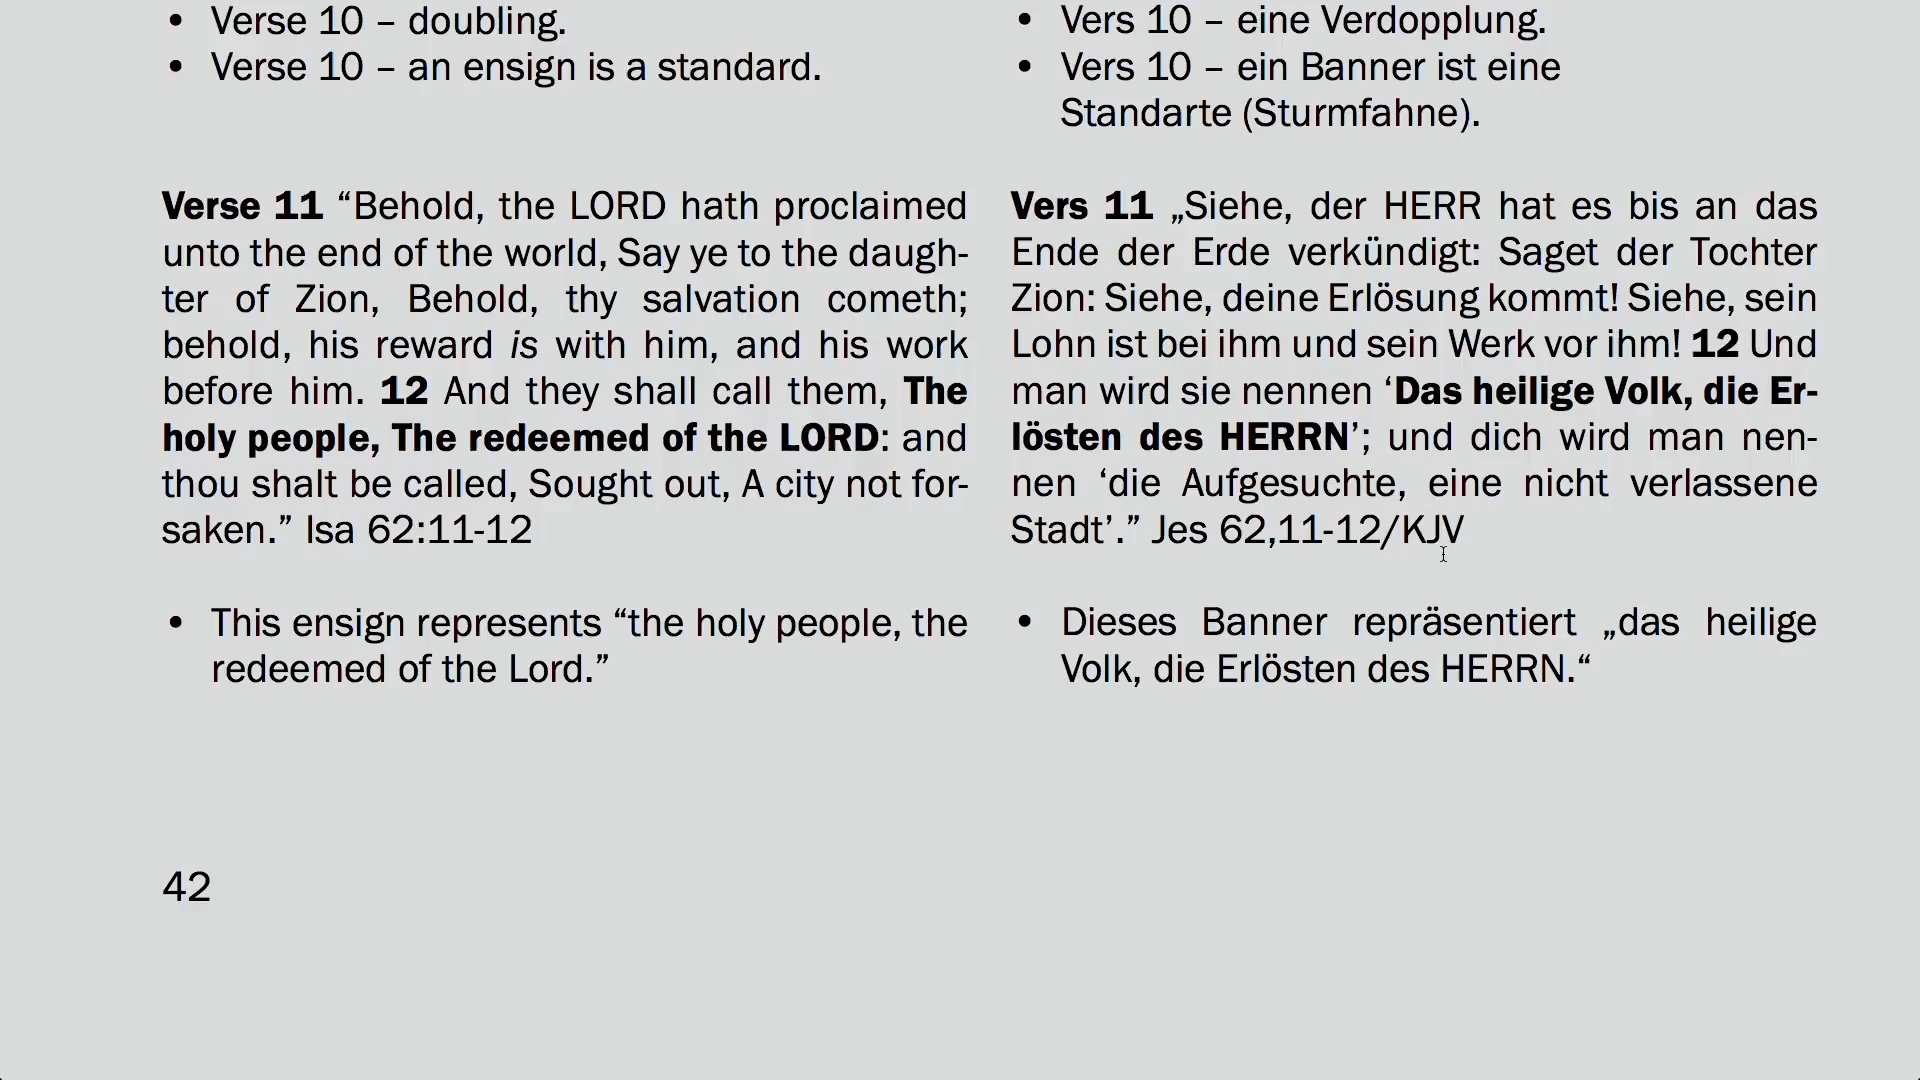 • Verse 10 – doubling.
• Verse 10 – an ensign is a standard.
Verse 11 “Behold, the LORD hath proclaimed
unto the end of the world, Say ye to the daugh-
ter of Zion, Behold, thy salvation cometh;
behold, his reward is with him, and his work
before him. 12 And they shall call them, The
holy people, The redeemed of the LORD: and
thou shalt be called, Sought out, A city not for-
saken.” Isa 62:11-12
• This ensign represents “the holy people, the
redeemed of the Lord.”
• Vers 10 – eine Verdopplung.
• Vers 10 – ein Banner ist eine
Standarte (Sturmfahne).
Vers 11 „Siehe, der HERR hat es bis an das
Ende der Erde verkündigt: Saget der Tochter
Zion: Siehe, deine Erlösung kommt! Siehe, sein
Lohn ist bei ihm und sein Werk vor ihm! 12 Und
man wird sie nennen ‘Das heilige Volk, die Er-
lösten des HERRN’; und dich wird man nen-
nen ‘die Aufgesuchte, eine nicht verlassene
Stadt’.” Jes 62,11-12/KJV
• Dieses Banner repräsentiert „das heilige
Volk, die Erlösten des HERRN.“
42